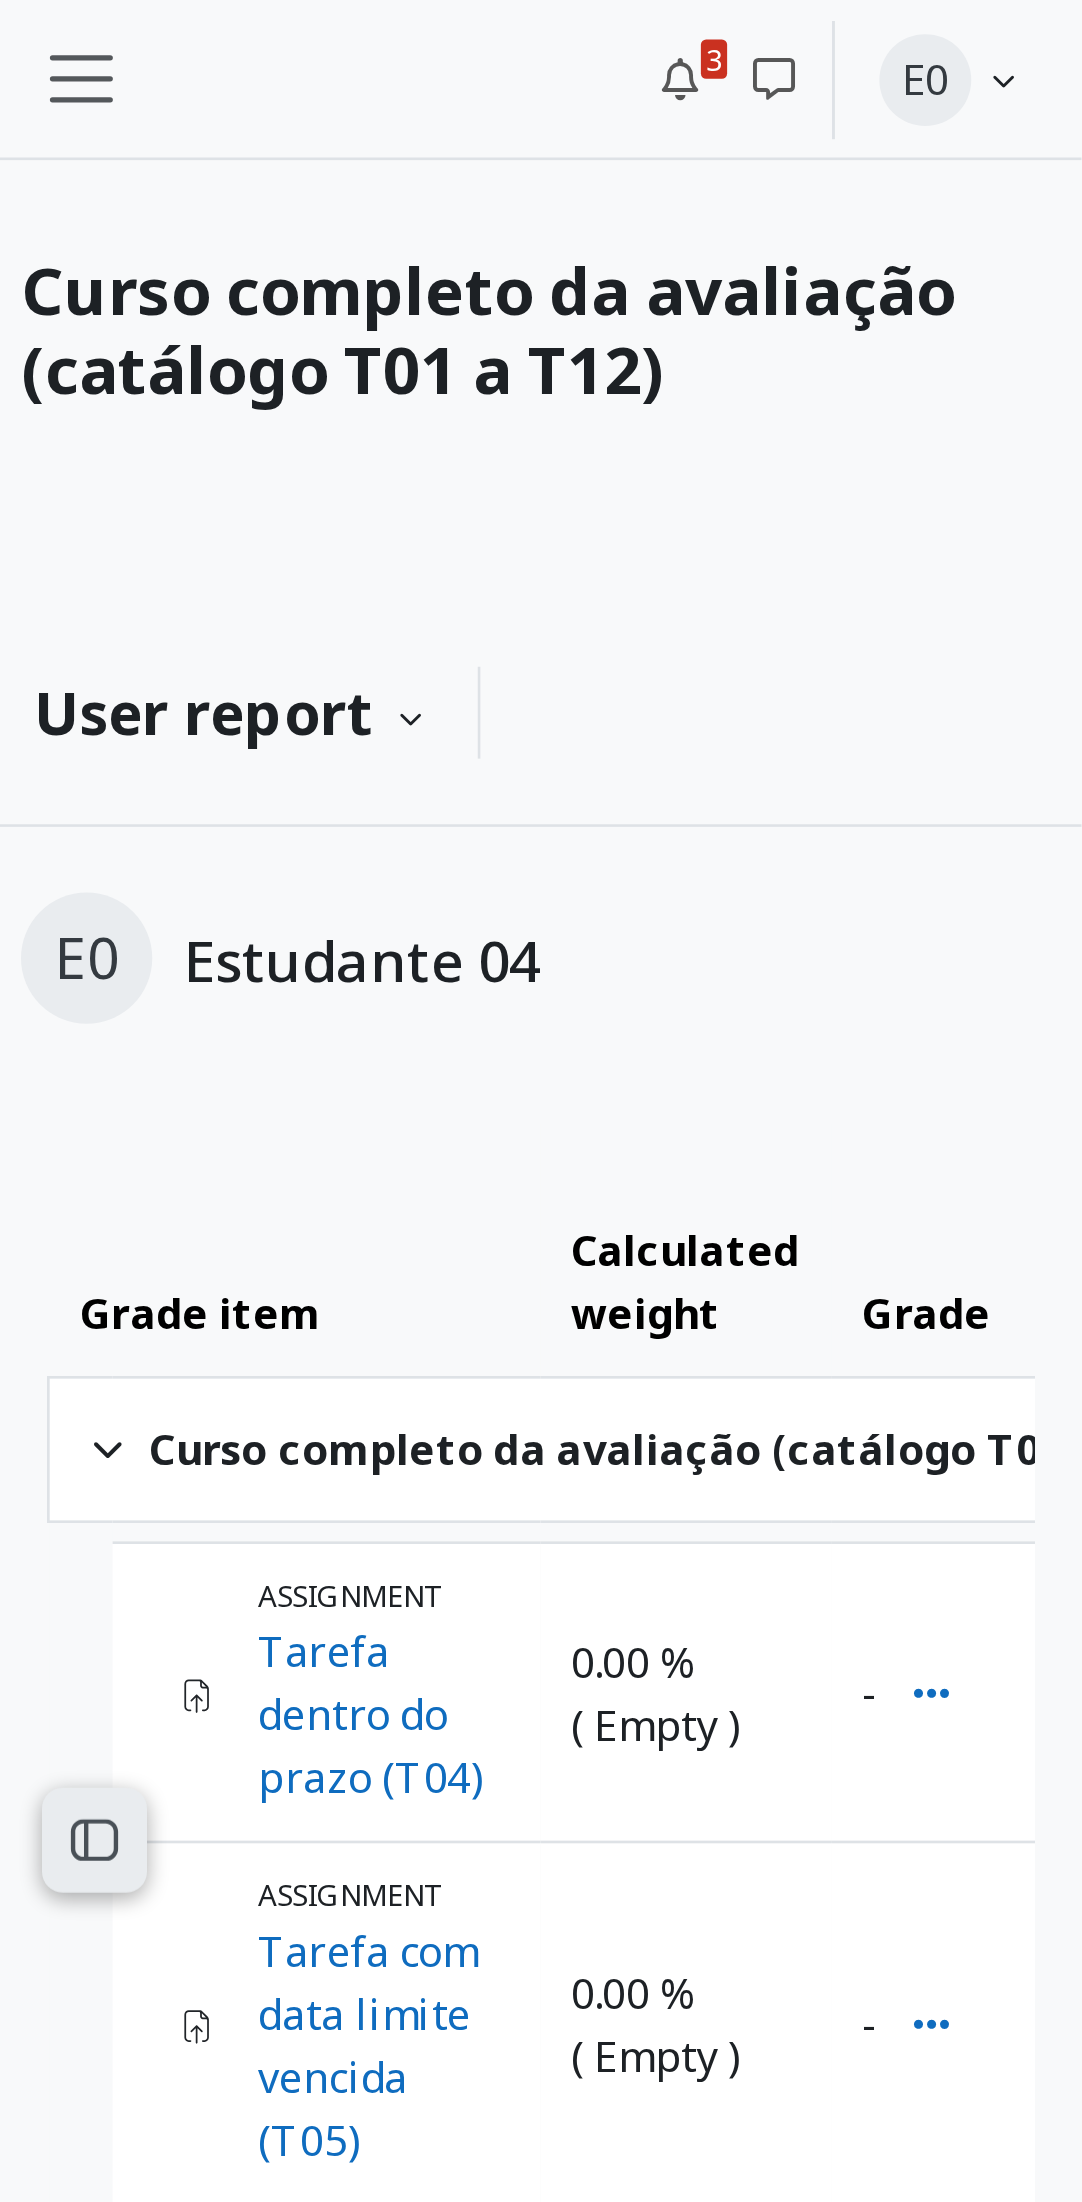 3
E0
Curso completo da avaliação
(catálogo T01 a T12)
User report
E0
Estudante 04
Grade item
Calculated
weight
Grade
Curso completo da avaliação (catálogo T0
ASSIGNMENT
Tarefa
dentro do
prazo (T04)
0.00 %
( Empty )
-
ASSIGNMENT
Tarefa com
data limite
vencida
(T05)
0.00 %
( Empty )
-